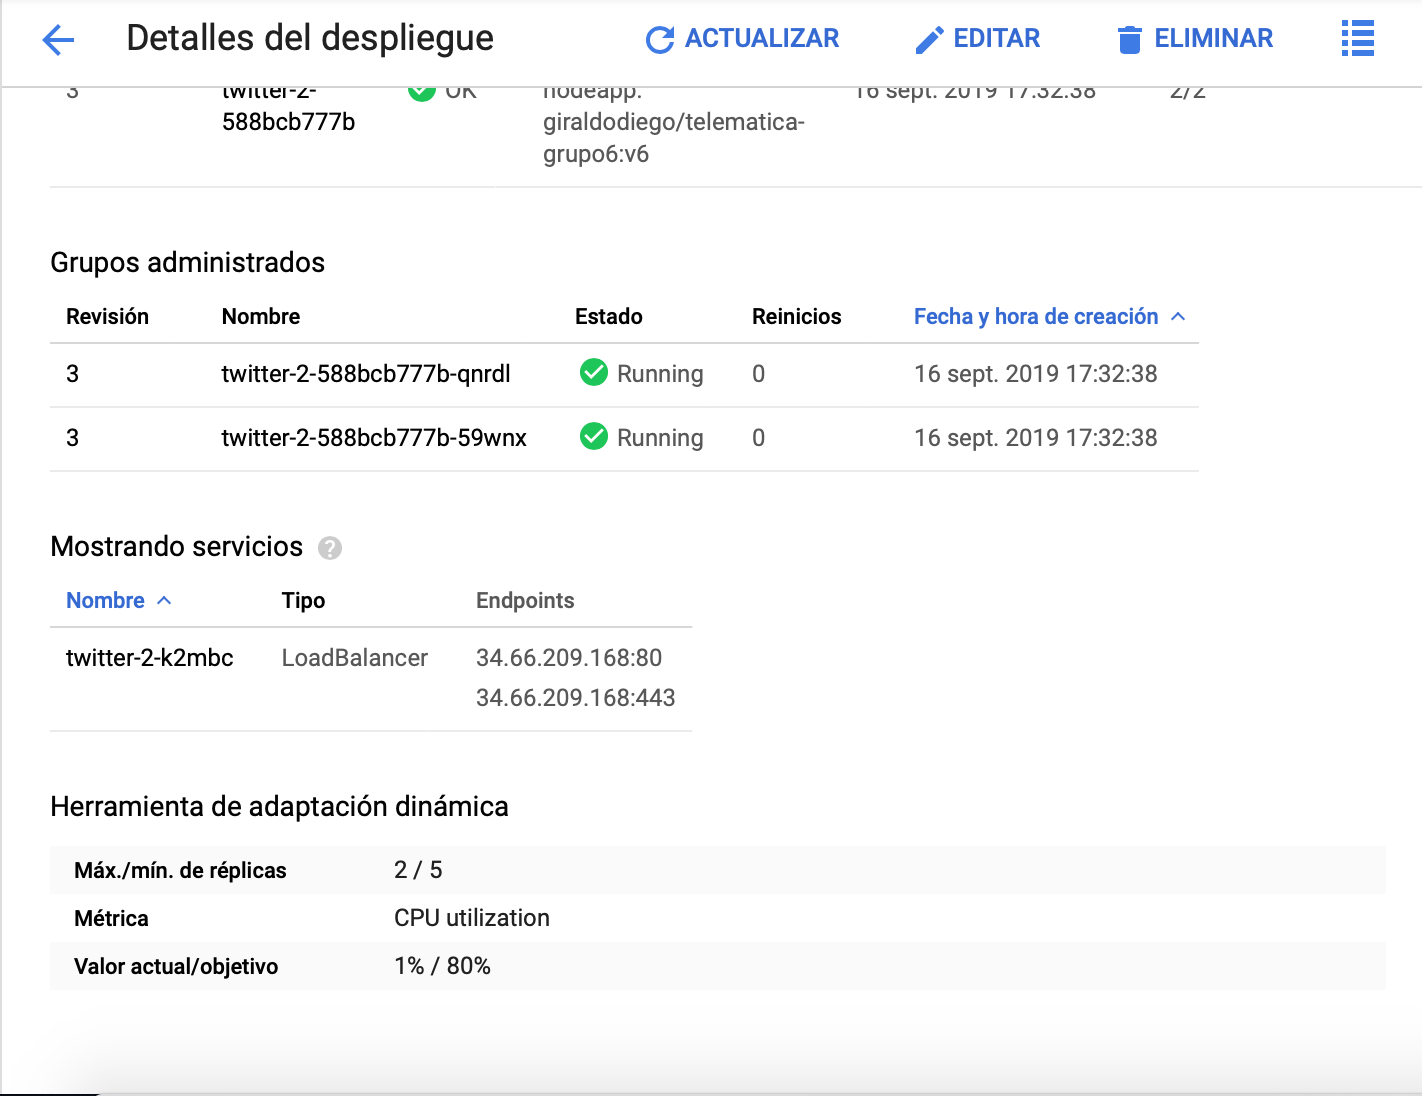 Detalles del despliegue ACTUALIZAR EDITAR ELIMINAR
3 twitter-2- OK nodeapp: 16 sept. 2019 17:32:38 2/2
588bcb777b giraldodiego/telematica-
grupo6:v6
Grupos administrados
Revisión Nombre Estado Reinicios Fecha y hora de creación
3 twitter-2-588bcb777b-qnrdl Running 0 16 sept. 2019 17:32:38
3 twitter-2-588bcb777b-59wnx Running 0 16 sept. 2019 17:32:38
Mostrando servicios ?
Nombre Tipo Endpoints
twitter-2-k2mbc LoadBalancer 34.66.209.168:80
34.66.209.168:443
Herramienta de adaptación dinámica
Máx./mín. de réplicas 2 / 5
Métrica CPU utilization
Valor actual/objetivo 1% / 80%